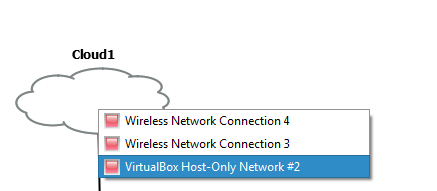 Cloud1
Wireless Network Connection 4
Wireless Network Connection 3
VirtualBox Host-Only Network #2